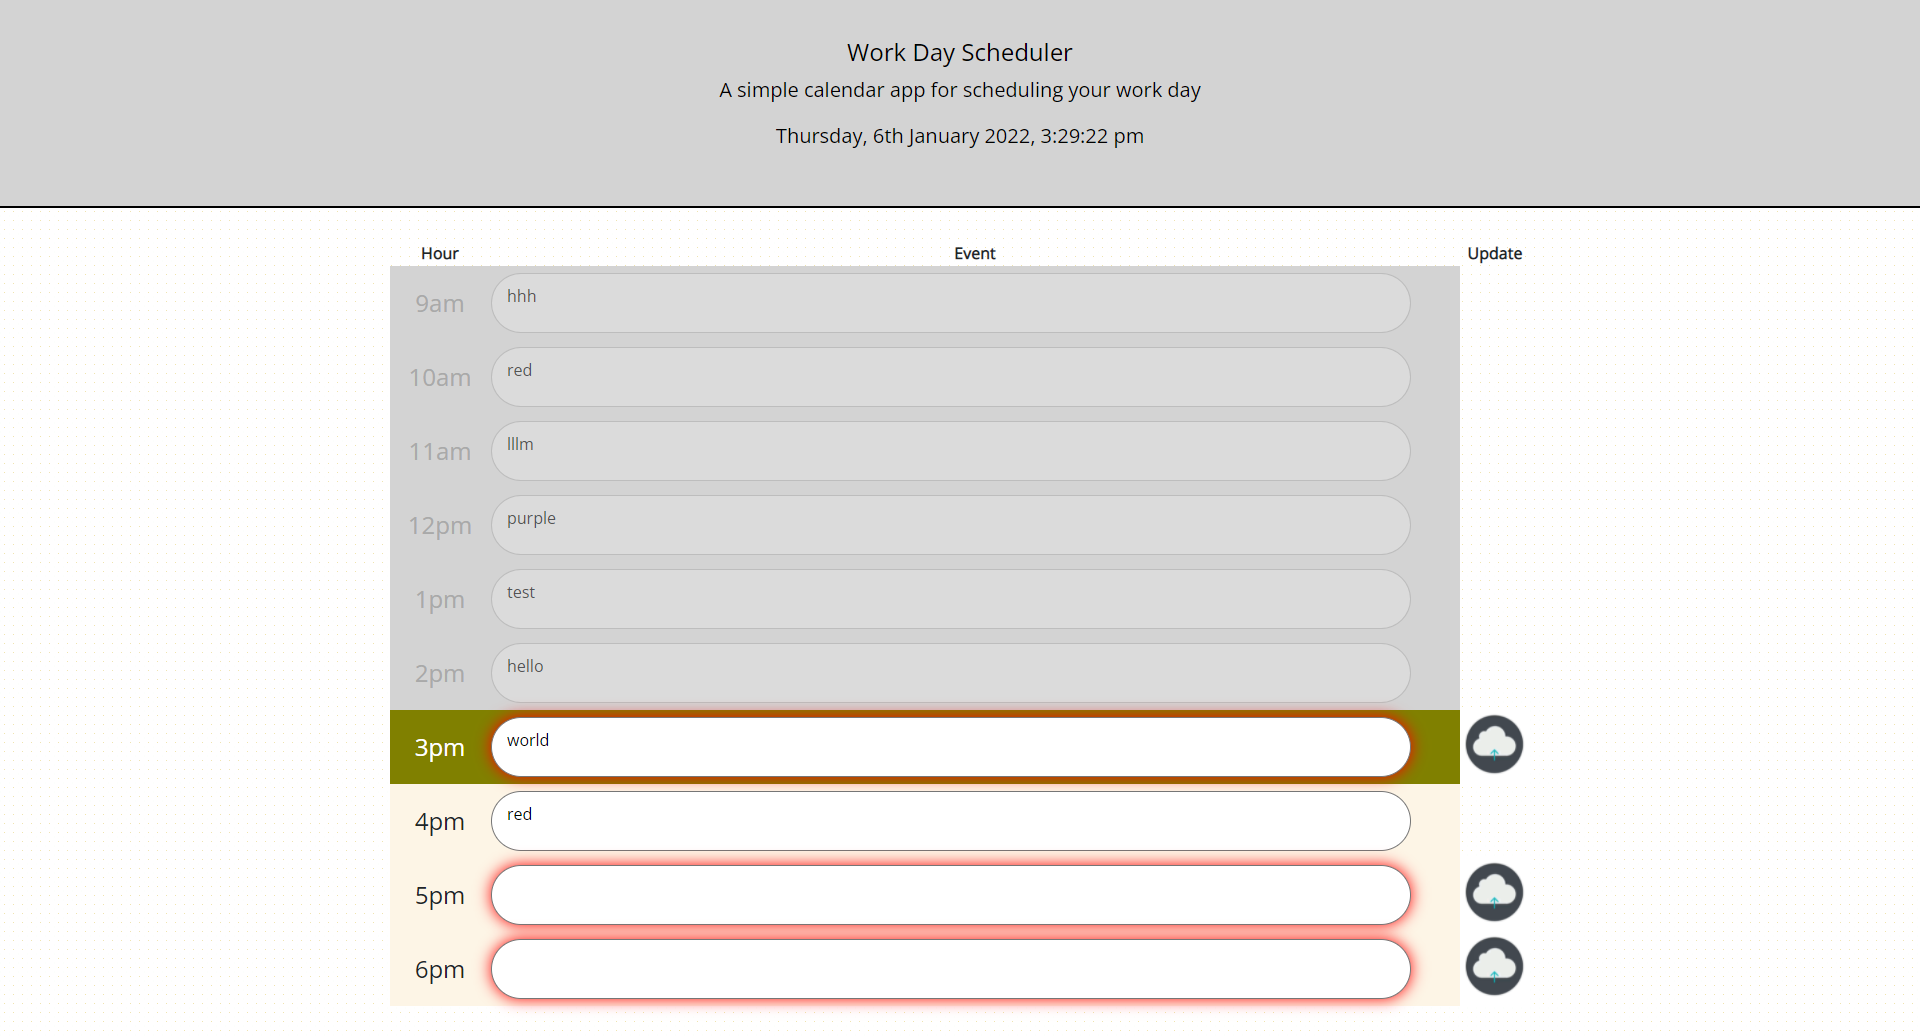 Work Day Scheduler
A simple calendar app for scheduling your work day
Thursday, 6th January 2022, 3:29:22 pm
Hour Event Update
9am hhh
10am red
11am lllm
12pm purple
1pm test
2pm hello
3pm world
4pm red
5pm
6pm